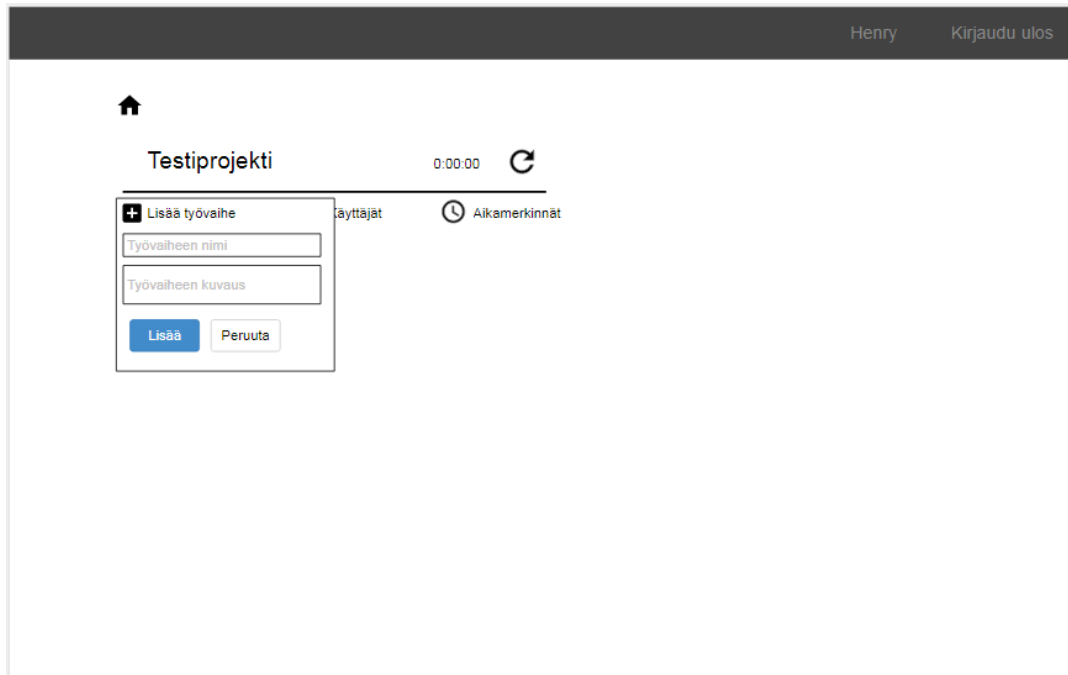 Henry Kirjaudu ulos
Testiprojekti 0:00:00
Lisää työvaihe Käyttäjät Aikamerkinnät
Työvaiheen nimi
Työvaiheen kuvaus
Lisää Peruuta